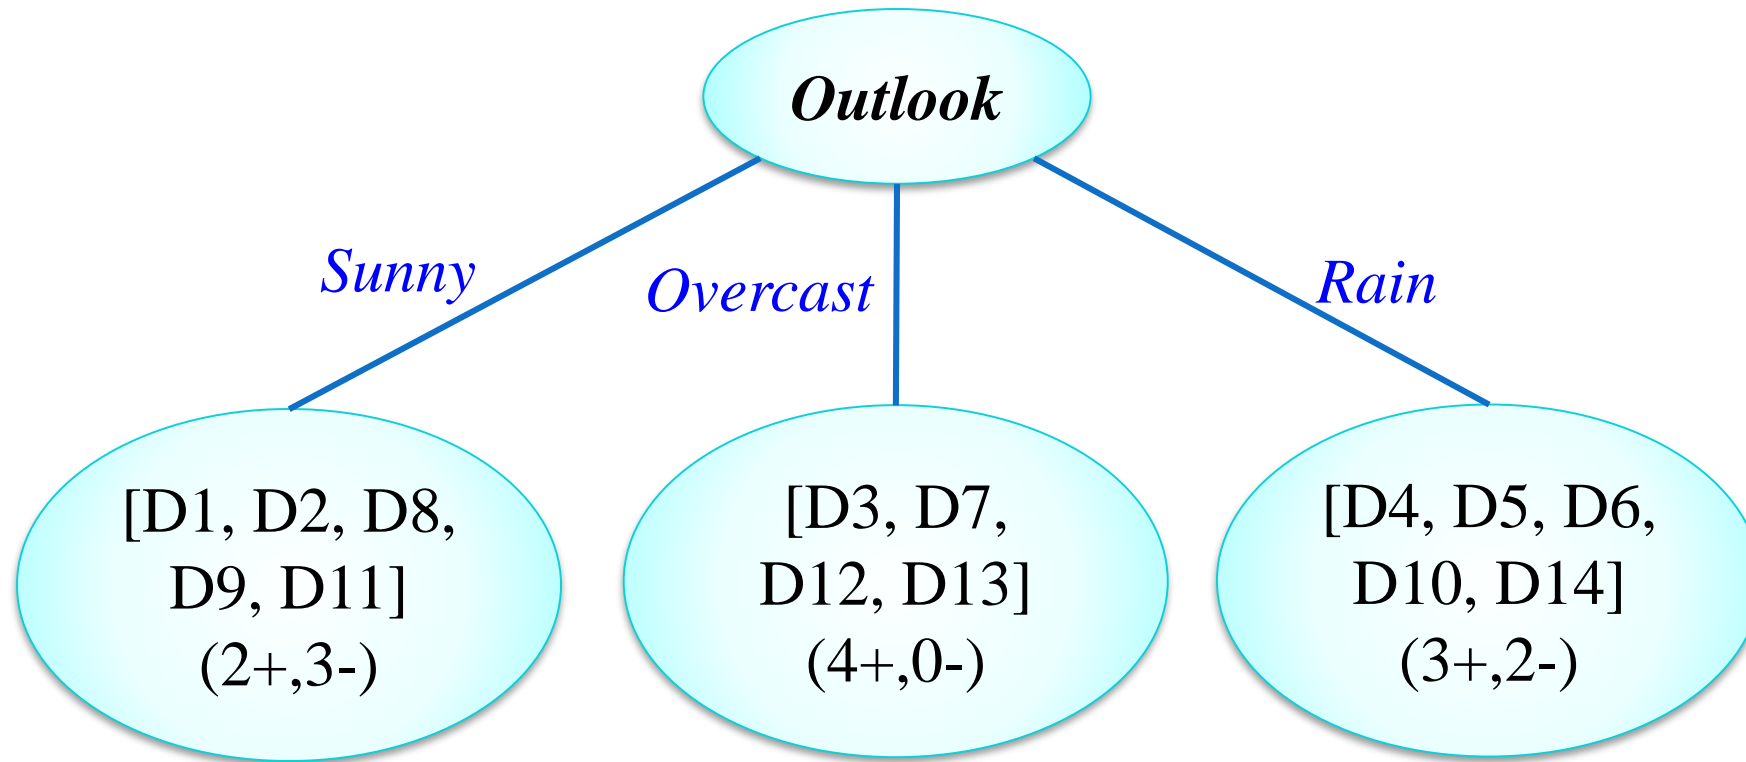 Outlook
Sunny
Overcast
Rain
[D1, D2, D8,
D9, D11]
(2+,3-)
[D3, D7,
D12, D13]
(4+,0-)
[D4, D5, D6,
D10, D14]
(3+,2-)